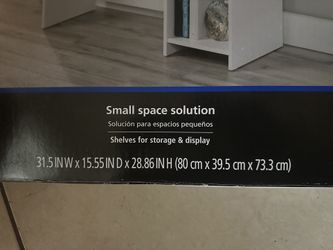 Small space solution
Solución para espacios pequeños
Shelves for storage & display
31.5 IN W x 15.55 IN D x 28.86 IN H (80 cm x 39.5 cm x 73.3 cm)